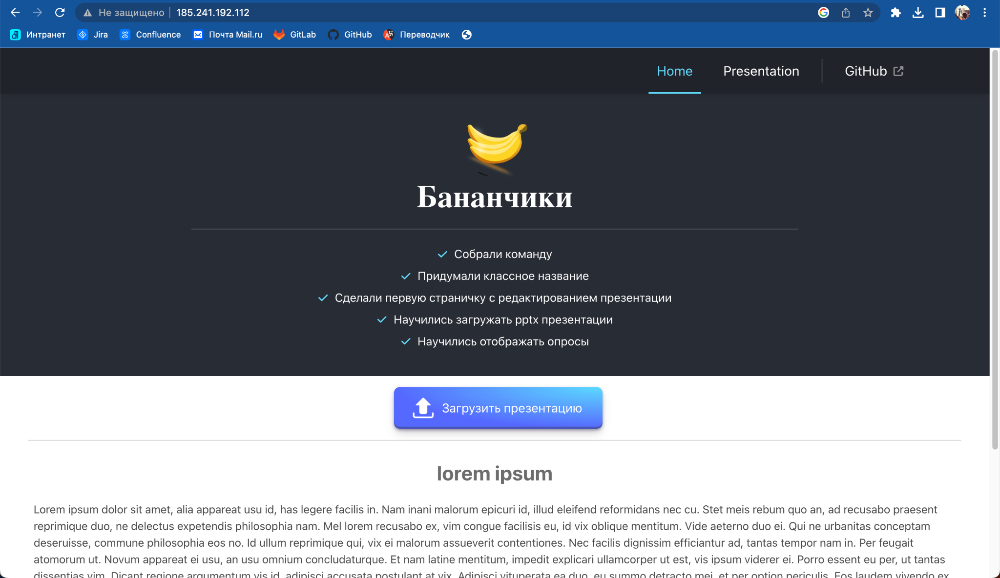 Не защищено 185.241.192.112
Интранет Jira Confluence Почта Mail.ru GitLab GitHub Переводчик
Home Presentation GitHub
Бананчики
Собрали команду
Придумали классное название
Сделали первую страничку с редактированием презентации
Научились загружать pptx презентации
Научились отображать опросы
Загрузить презентацию
lorem ipsum
Lorem ipsum dolor sit amet, alia appareat usu id, has legere facilis in. Nam inani malorum epicuri id, illud eleifend reformidans nec cu. Stet meis rebum quo an, ad recusabo praesent
reprimique duo, ne delectus expetendis philosophia nam. Mel lorem recusabo ex, vim congue facilisis eu, id vix oblique mentitum. Vide aeterno duo ei. Qui ne urbanitas conceptam
deseruisse, commune philosophia eos no. Id ullum reprimique qui, vix ei malorum assueverit contentiones. Nec facilis dignissim efficiantur ad, tantas tempor nam in. Per feugait
atomorum ut. Novum appareat ei usu, an usu omnium concludaturque. Et nam latine mentitum, impedit explicari ullamcorper ut est, vis ipsum viderer ei. Porro essent eu per, ut tantas
dissentias vim. Dicant regione argumentum vis id, adipisci accusata postulant at vix. Adipisci vituperata ea duo, eu summo detracto mei, et per option periculis. Eos laudem vivendo ex